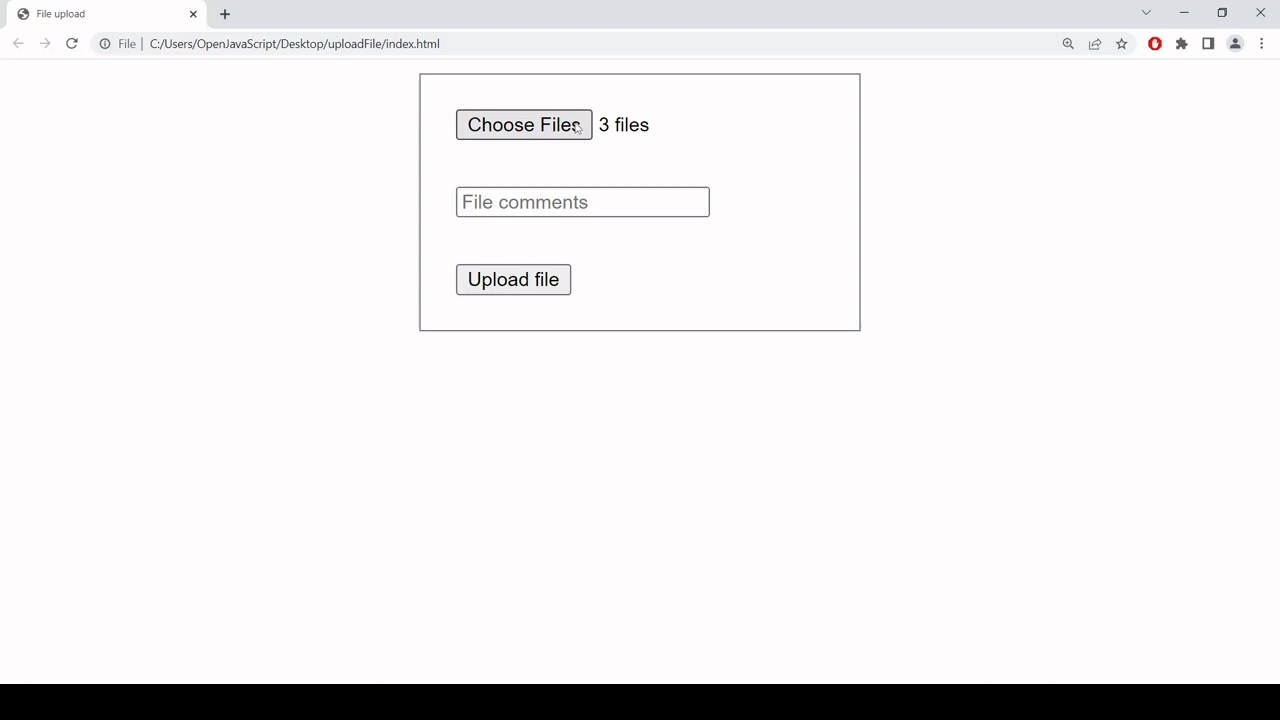 File upload
File | C:/Users/OpenJavaScript/Desktop/uploadFile/index.html
Choose Files 3 files
File comments
Upload file